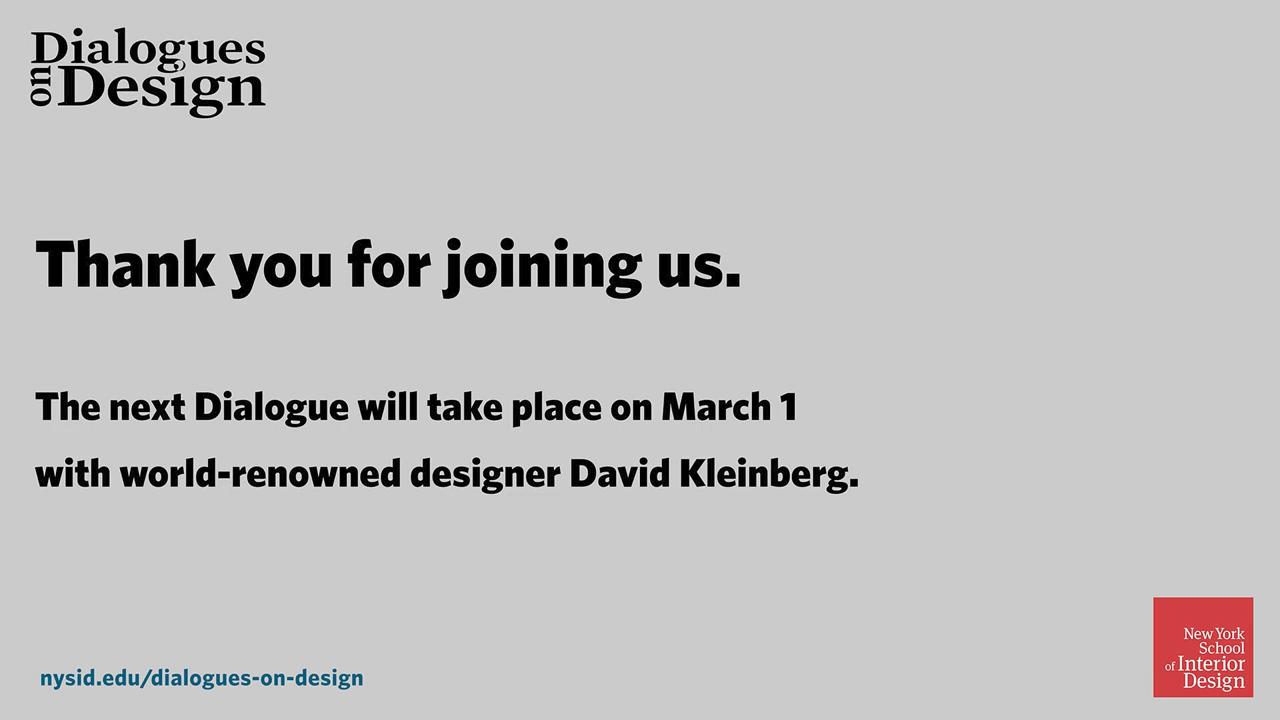 Dialogues
on Design
Thank you for joining us.
The next Dialogue will take place on March 1
with world-renowned designer David Kleinberg.
nysid.edu/dialogues-on-design
New York
School
of Interior
Design